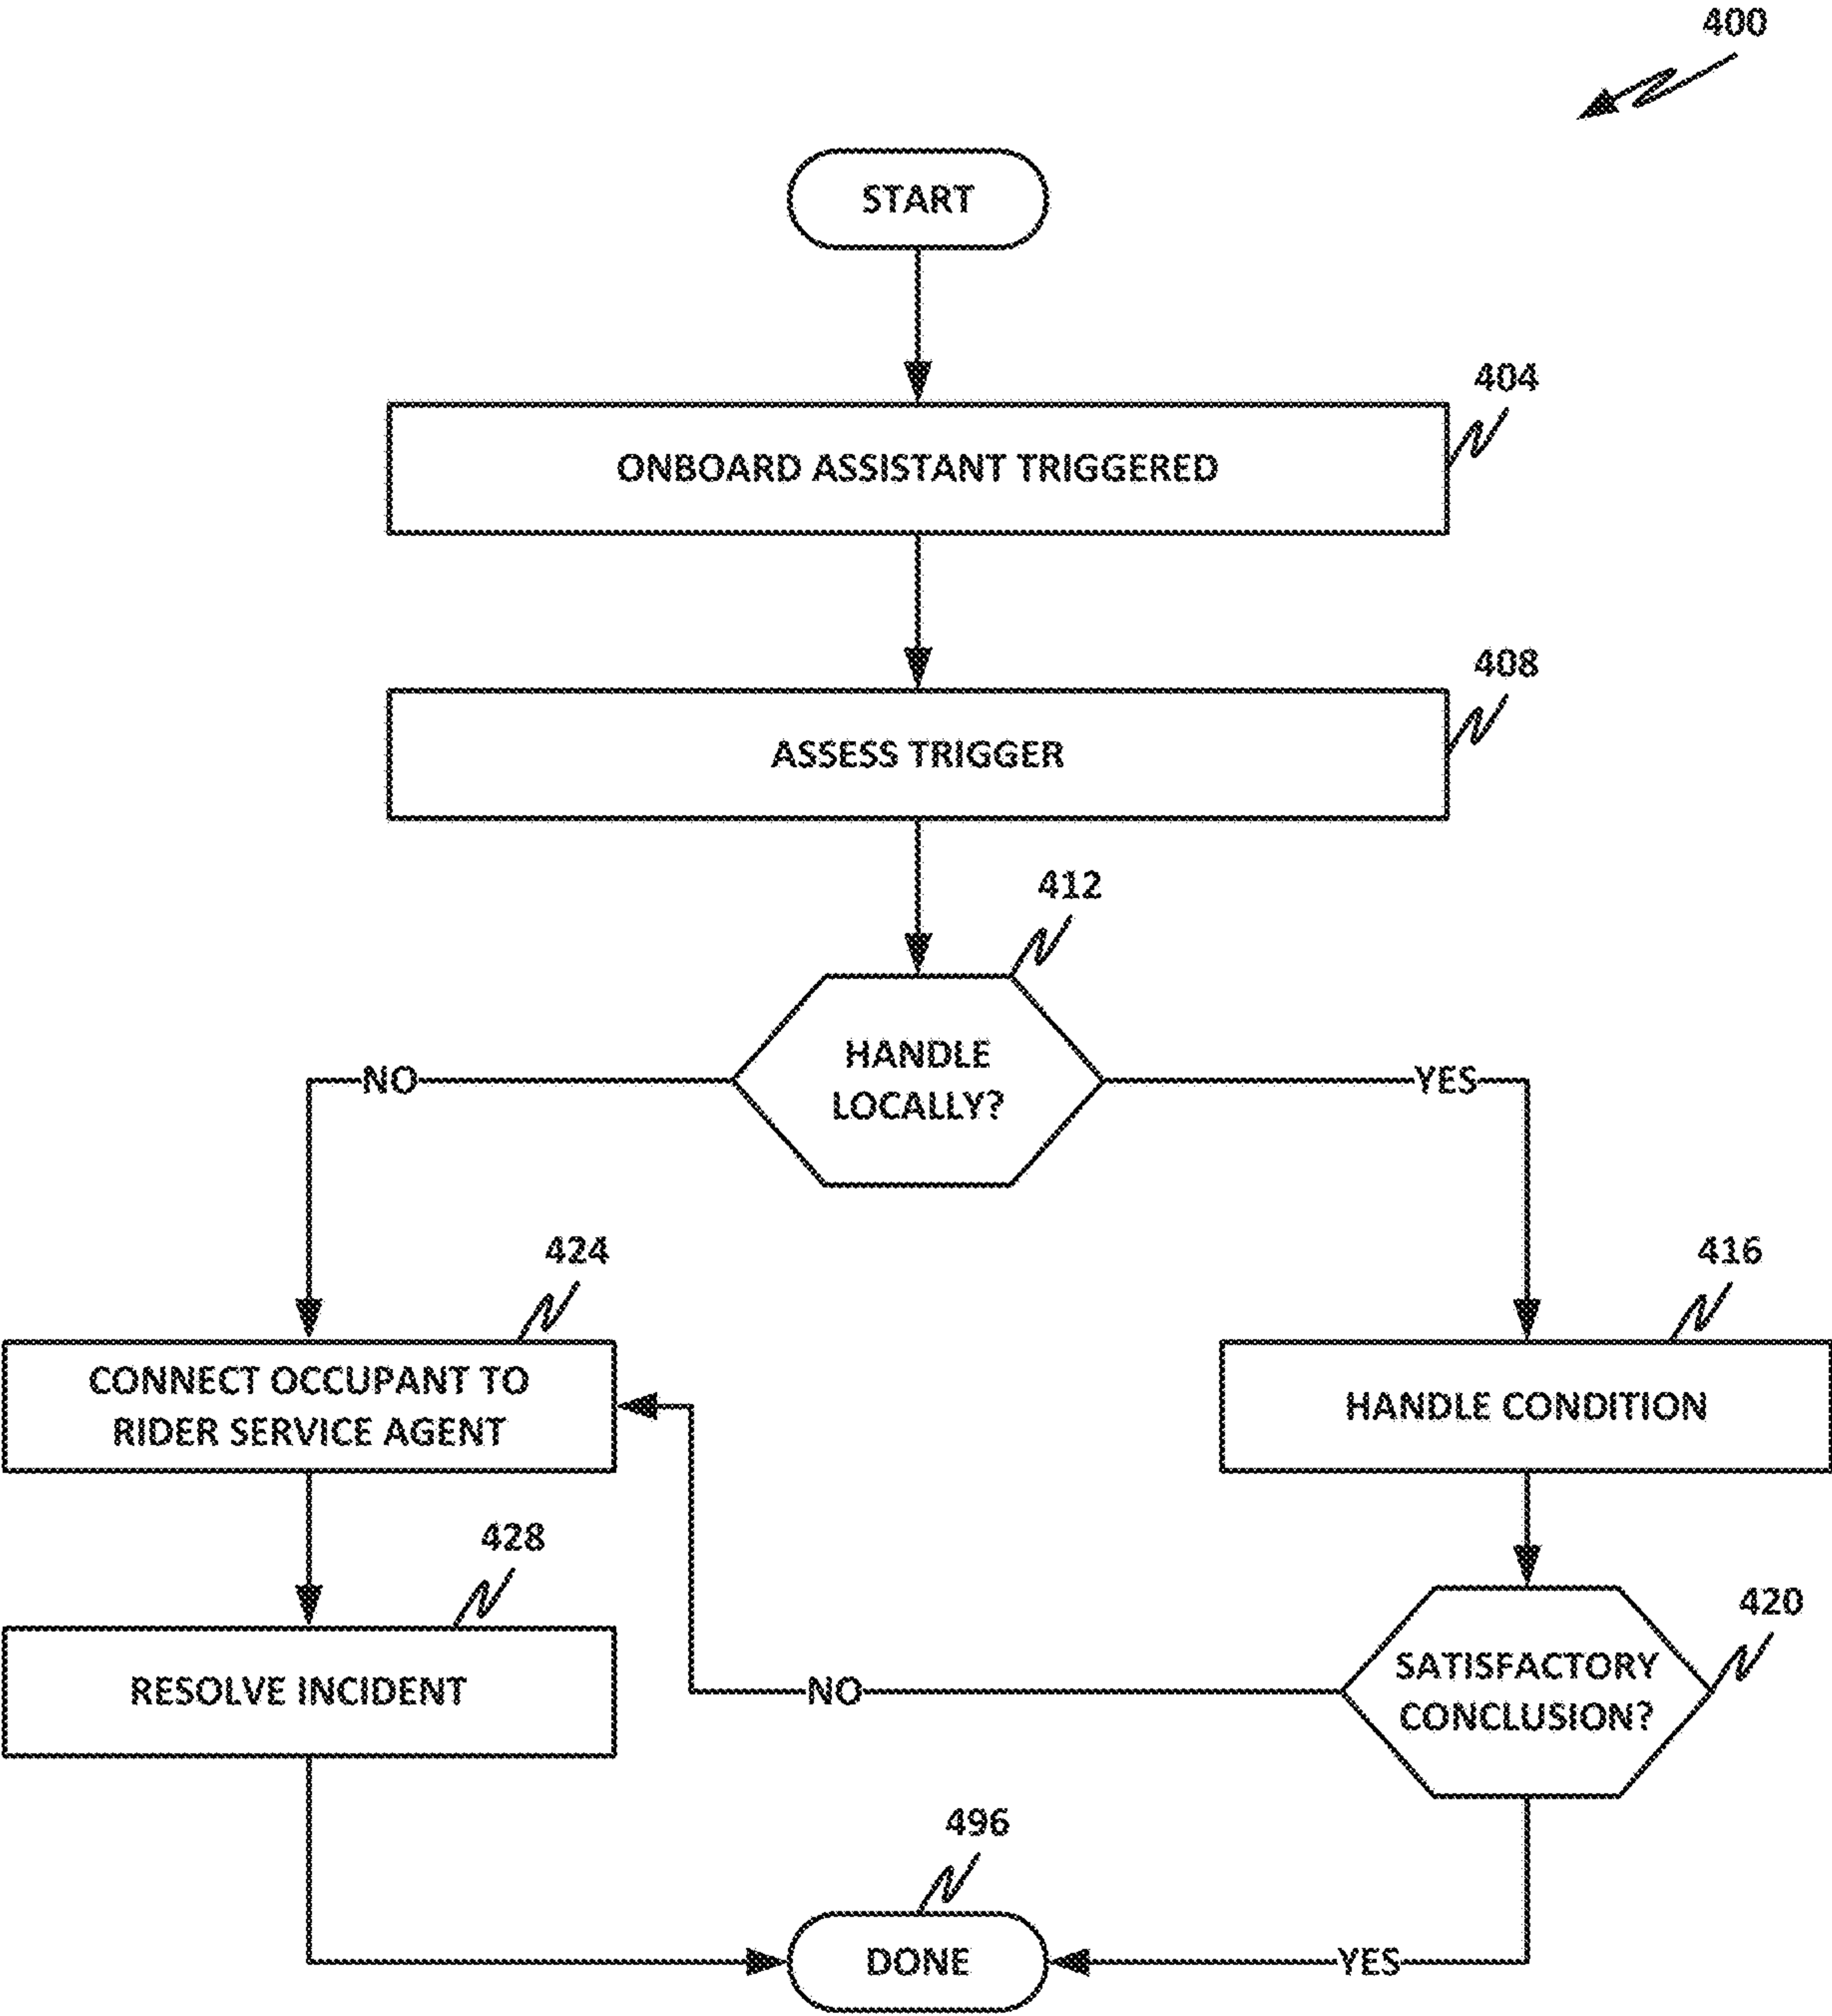 400
START
404
ONBOARD ASSISTANT TRIGGERED
408
ASSESS TRIGGER
412
HANDLE
LOCALLY?
NO
YES
424
416
CONNECT OCCUPANT TO
RIDER SERVICE AGENT
HANDLE CONDITION
428
420
RESOLVE INCIDENT
NO
SATISFACTORY
CONCLUSION?
496
DONE
YES